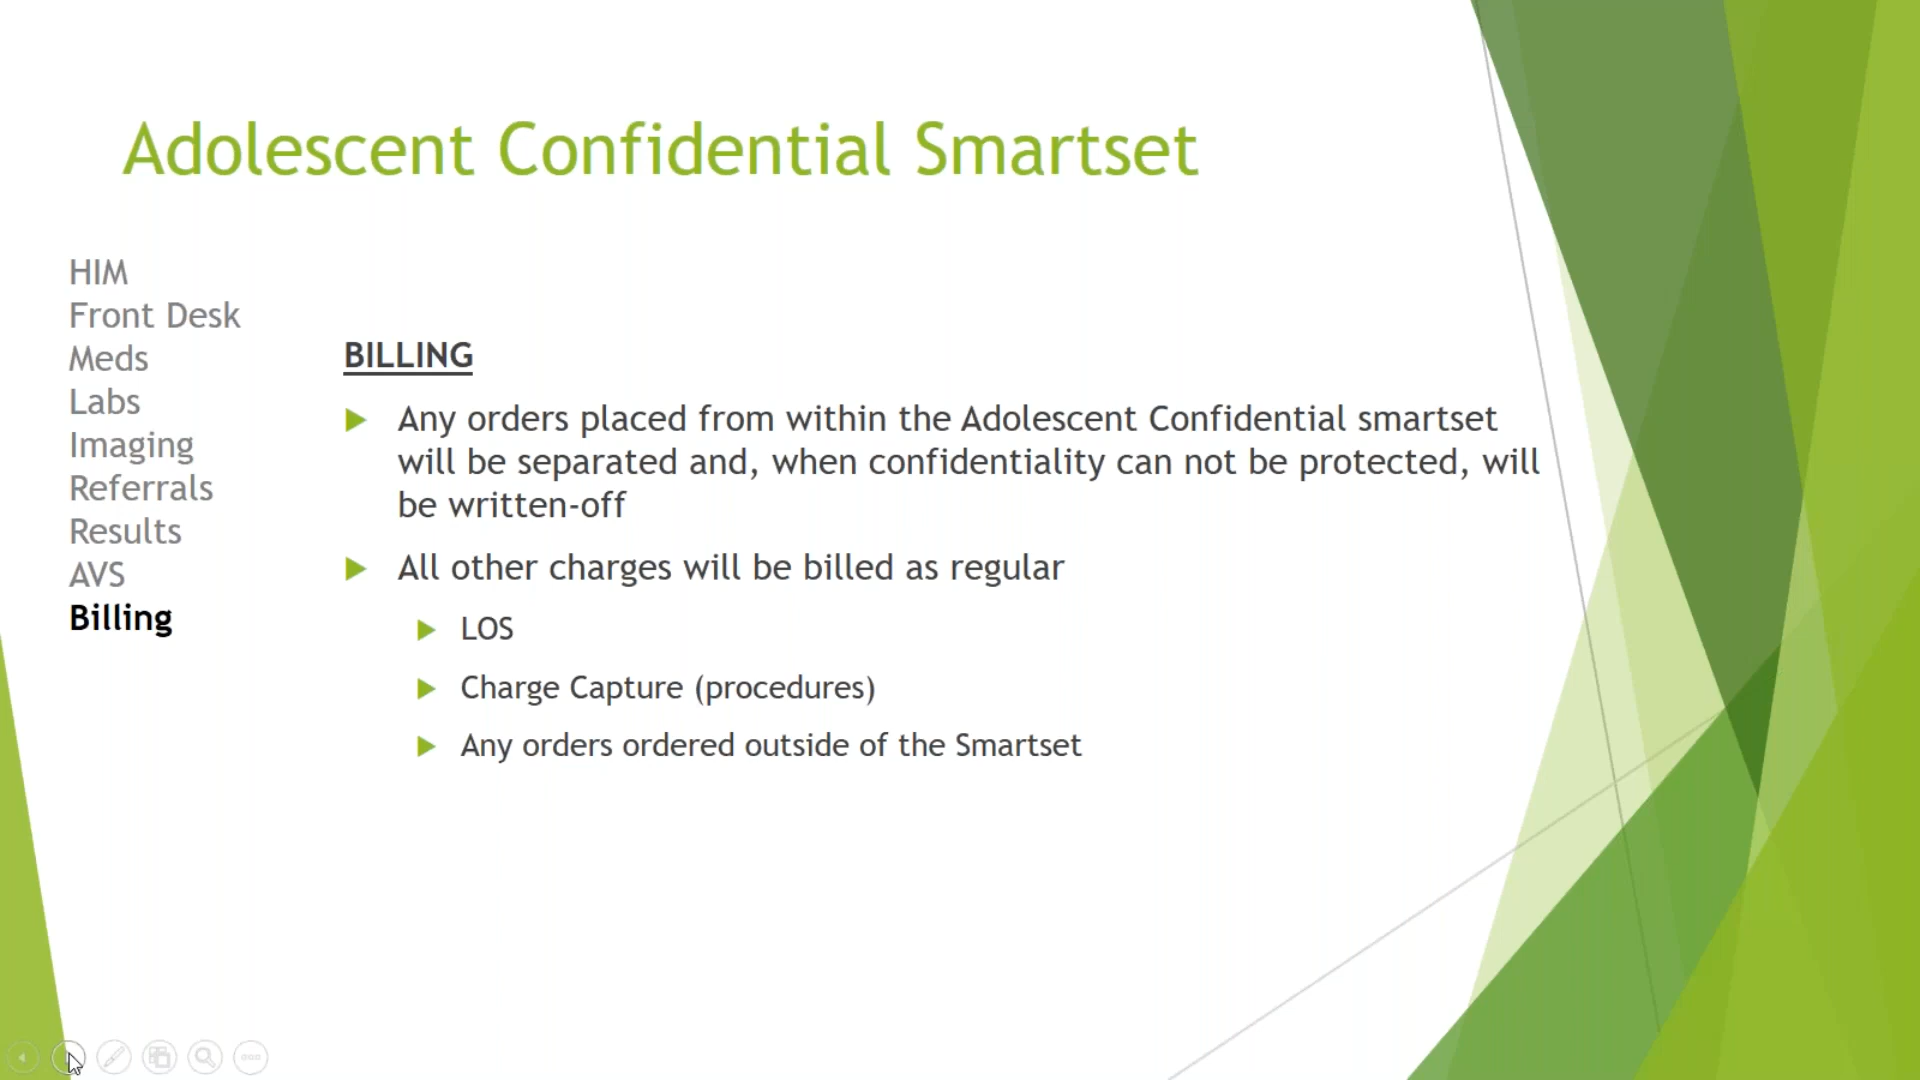 Adolescent Confidential Smartset
HIM
Front Desk
Meds
Labs
Imaging
Referrals
Results
AVS
Billing
BILLING
Any orders placed from within the Adolescent Confidential smartset
will be separated and, when confidentiality can not be protected, will
be written-off
All other charges will be billed as regular
LOS
Charge Capture (procedures)
Any orders ordered outside of the Smartset